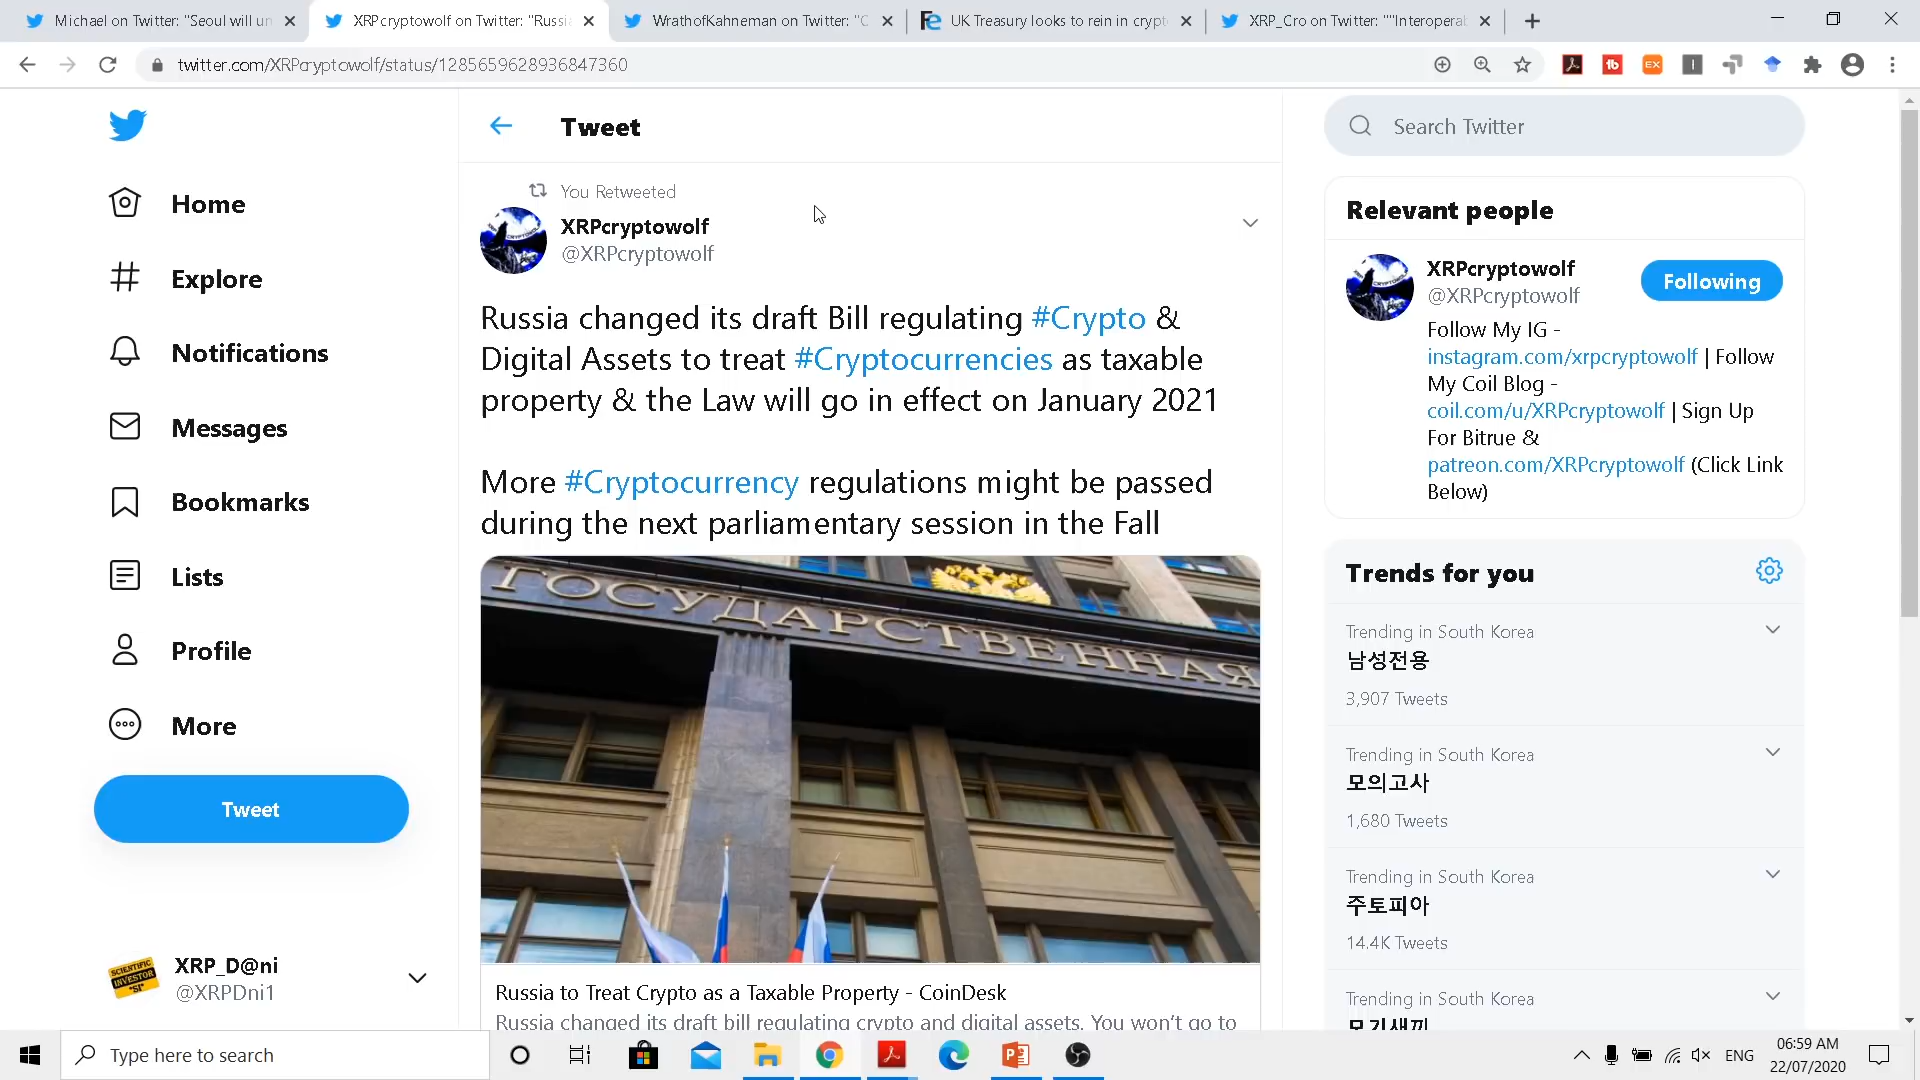 Michael on Twitter: "Seoul will un
XRPcryptowolf on Twitter: "Russi
WrathofKahneman on Twitter: "C
UK Treasury looks to rein in crypt
XRP_Cro on Twitter: ""Interoperab
twitter.com/XRPcryptowolf/status/1285659628936847360
Tweet
Search Twitter
You Retweeted
XRPcryptowolf
@XRPcryptowolf
Russia changed its draft Bill regulating #Crypto &
Digital Assets to treat #Cryptocurrencies as taxable
property & the Law will go in effect on January 2021
More #Cryptocurrency regulations might be passed
during the next parliamentary session in the Fall
ГОСУДАРСТВЕННАЯ
Russia to Treat Crypto as a Taxable Property - CoinDesk
Russia changed its draft bill regulating crypto and digital assets. You won't go to
Home
Explore
Notifications
Messages
Bookmarks
Lists
Profile
More
Tweet
SCIENTIFIC
INVESTOR
"SI"
XRP_D@ni
@XRPDni1
Relevant people
XRPcryptowolf
@XRPcryptowolf
Following
Follow My IG -
instagram.com/xrpcryptowolf | Follow
My Coil Blog -
coil.com/u/XRPcryptowolf | Sign Up
For Bitrue &
patreon.com/XRPcryptowolf (Click Link
Below)
Trends for you
Trending in South Korea
남성전용
3,907 Tweets
Trending in South Korea
모의고사
1,680 Tweets
Trending in South Korea
주토피아
14.4K Tweets
Trending in South Korea
Type here to search
ENG
06:59 AM
22/07/2020